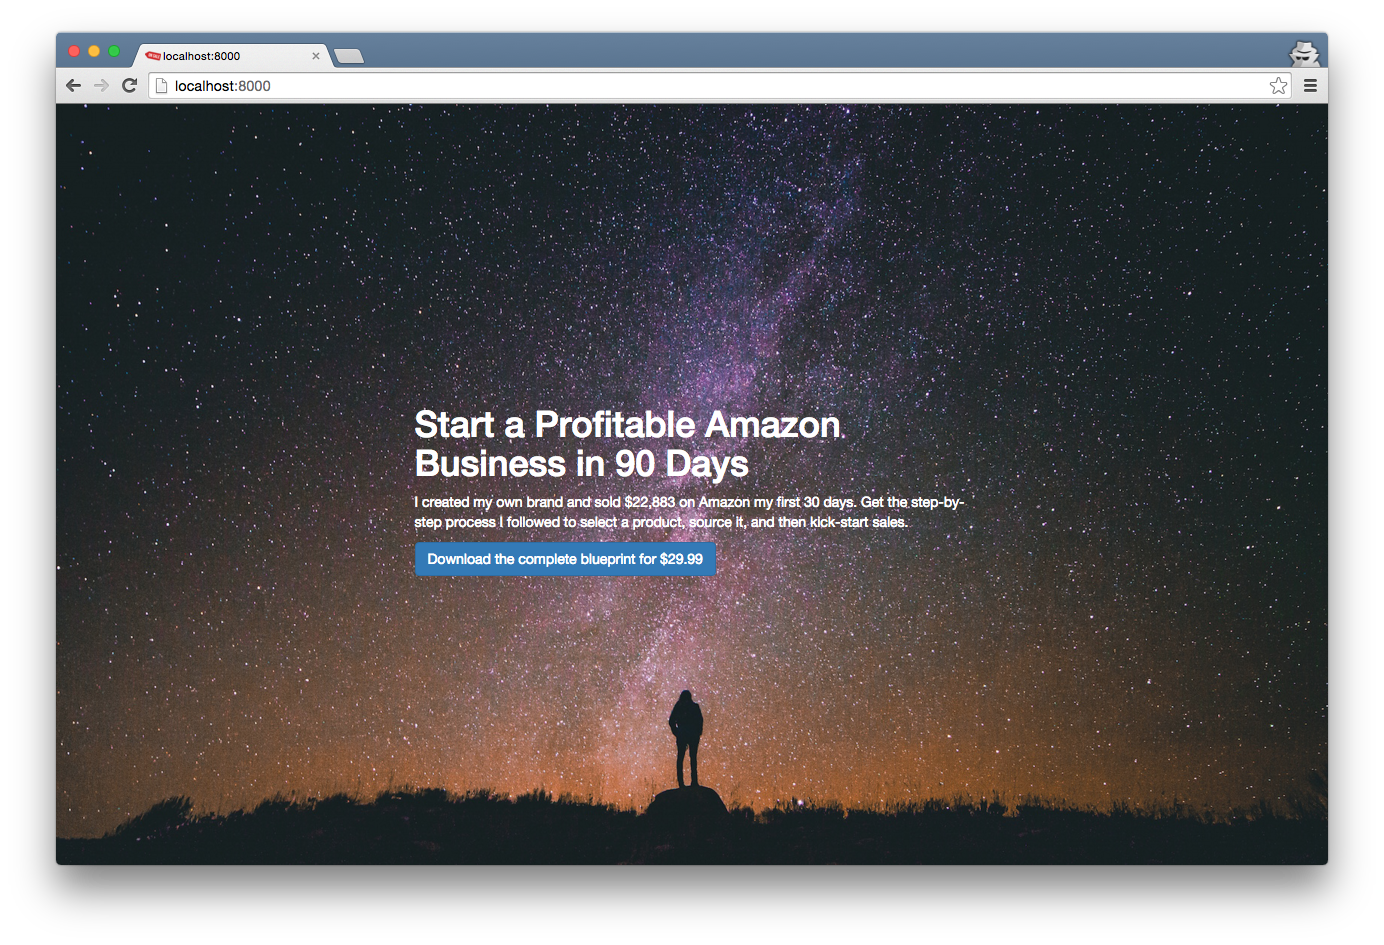 localhost:8000
localhost:8000
Start a Profitable Amazon
Business in 90 Days
I created my own brand and sold $22,883 on Amazon my first 30 days. Get the step-by-
step process I followed to select a product, source it, and then kick-start sales.
Download the complete blueprint for $29.99